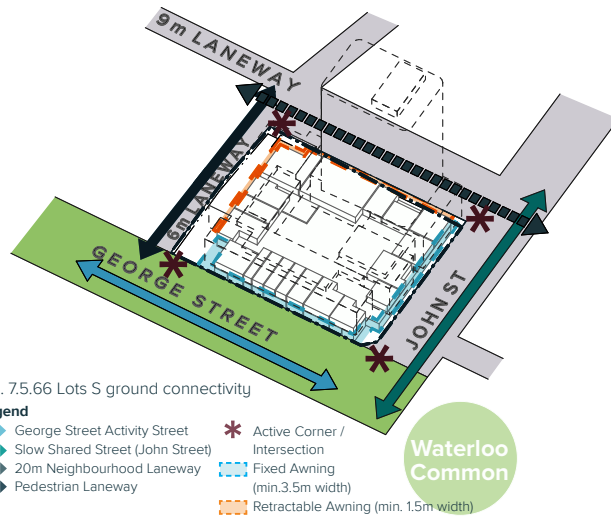 9m LANEWAY
6m LANEWAY
GEORGE STREET
JOHN ST
. 7.5.66 Lots S ground connectivity
gend
George Street Activity Street
Slow Shared Street (John Street)
20m Neighbourhood Laneway
Pedestrian Laneway
Active Corner /
Intersection
Fixed Awning
(min.3.5m width)
Retractable Awning (min. 1.5m width)
Waterloo
Common